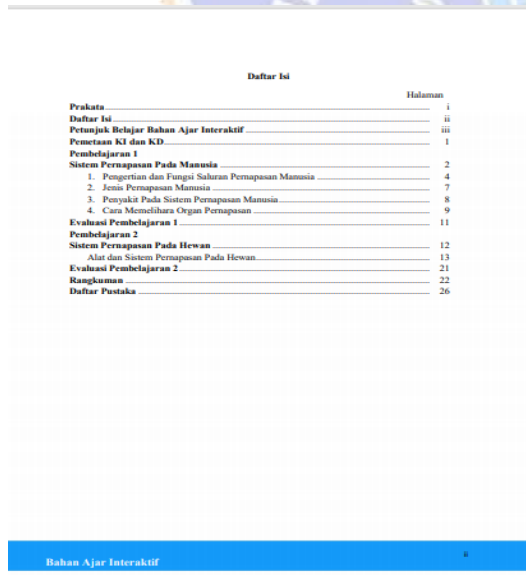 Daftar Isi
Halaman
Prakata i
Daftar Isi ii
Petunjuk Belajar Bahan Ajar Interaktif iii
Pemetaan KI dan KD 1
Pembelajaran 1
Sistem Pernapasan Pada Manusia 2
1. Pengertian dan Fungsi Saluran Pernapasan Manusia 4
2. Jenis Pernapasan Manusia 7
3. Penyakit Pada Sistem Pernapasan Manusia 8
4. Cara Memelihara Organ Pernapasan 9
Evaluasi Pembelajaran 1 11
Pembelajaran 2
Sistem Pernapasan Pada Hewan 12
Alat dan Sistem Pernapasan Pada Hewan 13
Evaluasi Pembelajaran 2 21
Rangkuman 22
Daftar Pustaka 26
ii
Bahan Ajar Interaktif